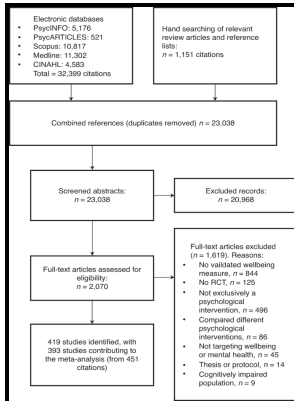 Electronic databases
• PsycINFO: 5,176
• PsycARTICLES: 521
• Scopus: 10,817
• Medline: 11,302
• CINAHL: 4,583
Total = 32,399 citations
Hand searching of relevant
review articles and reference
lists:
n = 1,151 citations
Combined references (duplicates removed) n = 23,038
Screened abstracts:
n = 23,038
Excluded records:
n = 20,968
Full-text articles assessed for
eligibility:
n = 2,070
Full-text articles excluded
(n = 1,619). Reasons:
• No vaildated wellbeing
measure, n = 844
• No RCT, n = 125
• Not exclusively a
psychological
intervention, n = 496
• Compared different
psychological
interventions, n = 86
• Not targeting wellbeing
or mental health, n = 45
• Thesis or protocol, n = 14
• Cognitively impaired
population, n = 9
419 studies identified, with
393 studies contributing to
the meta-analysis (from 451
citations)